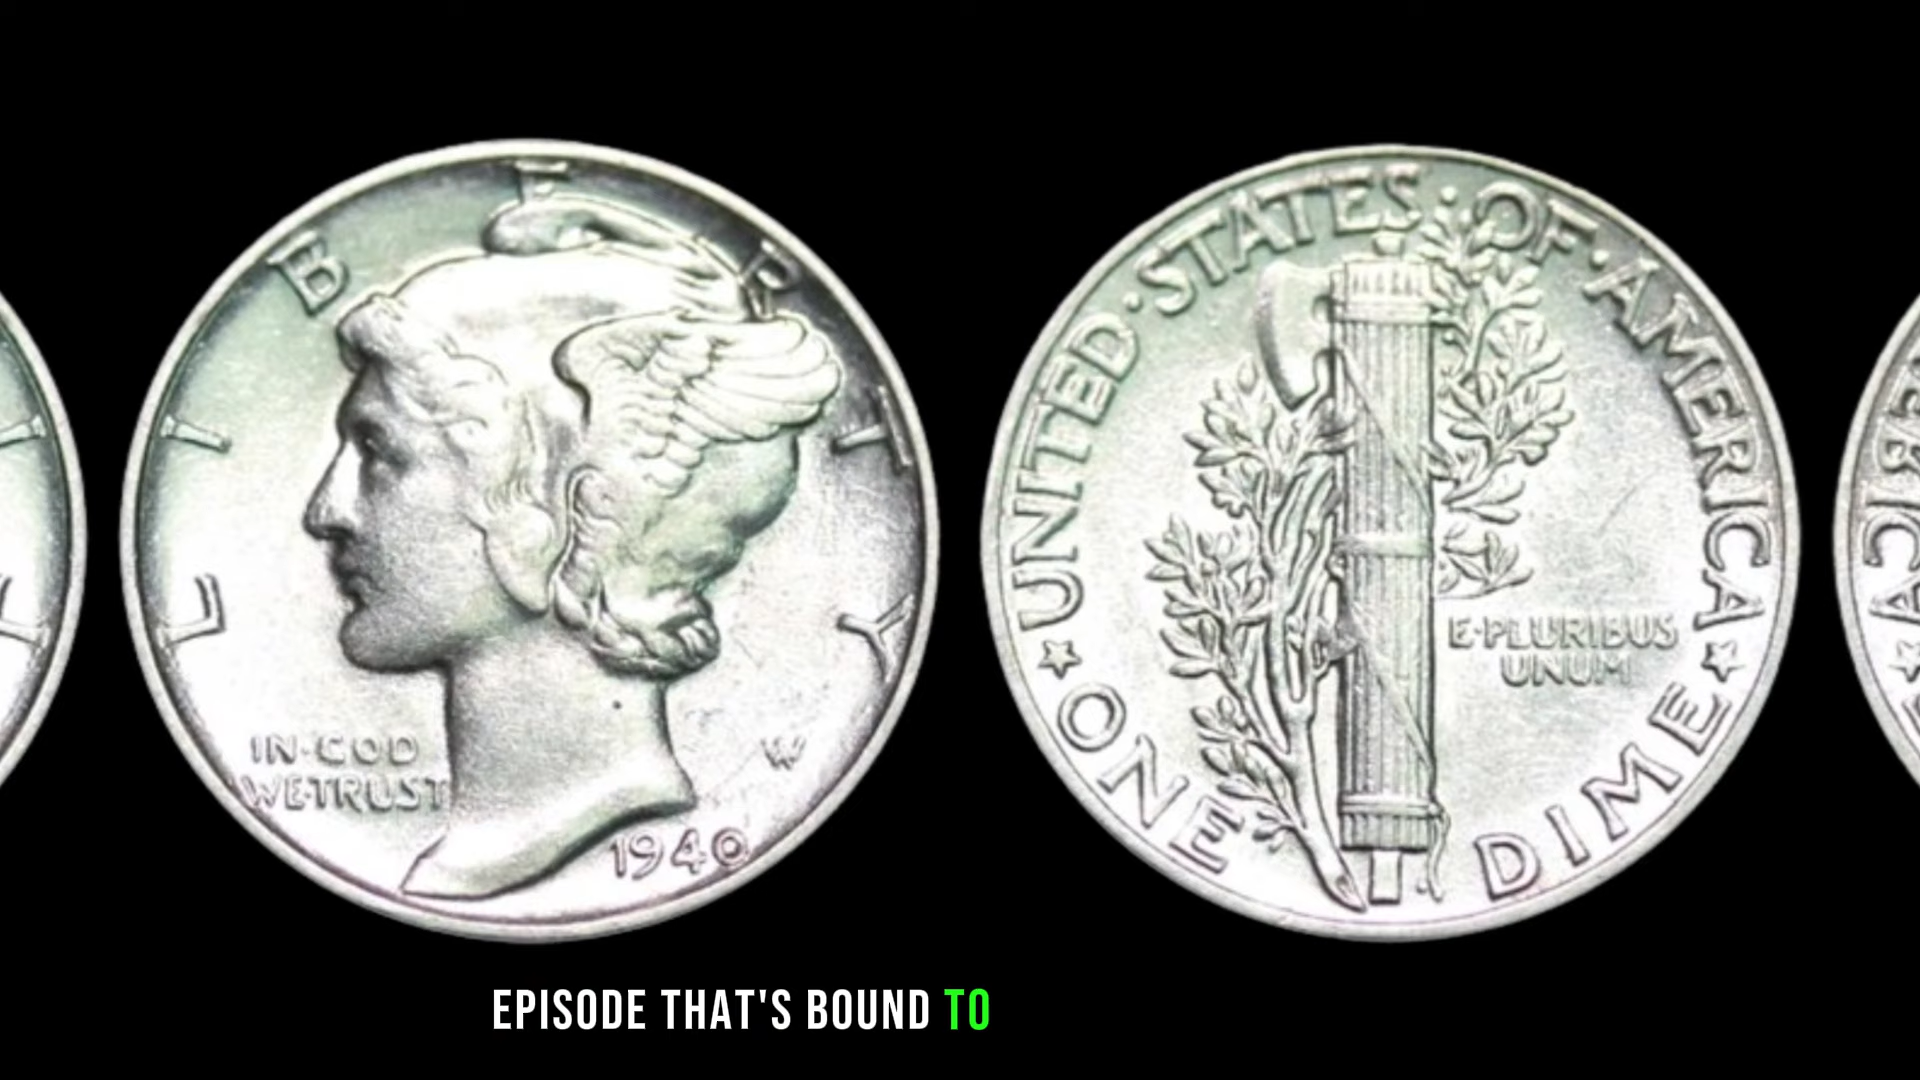 LIBERTY
IN·GOD
WE·TRUST
W
1940
UNITED·STATES·OF·AMERICA
E·PLURIBUS
UNUM
ONE DIME
EPISODE THAT'S BOUND TO